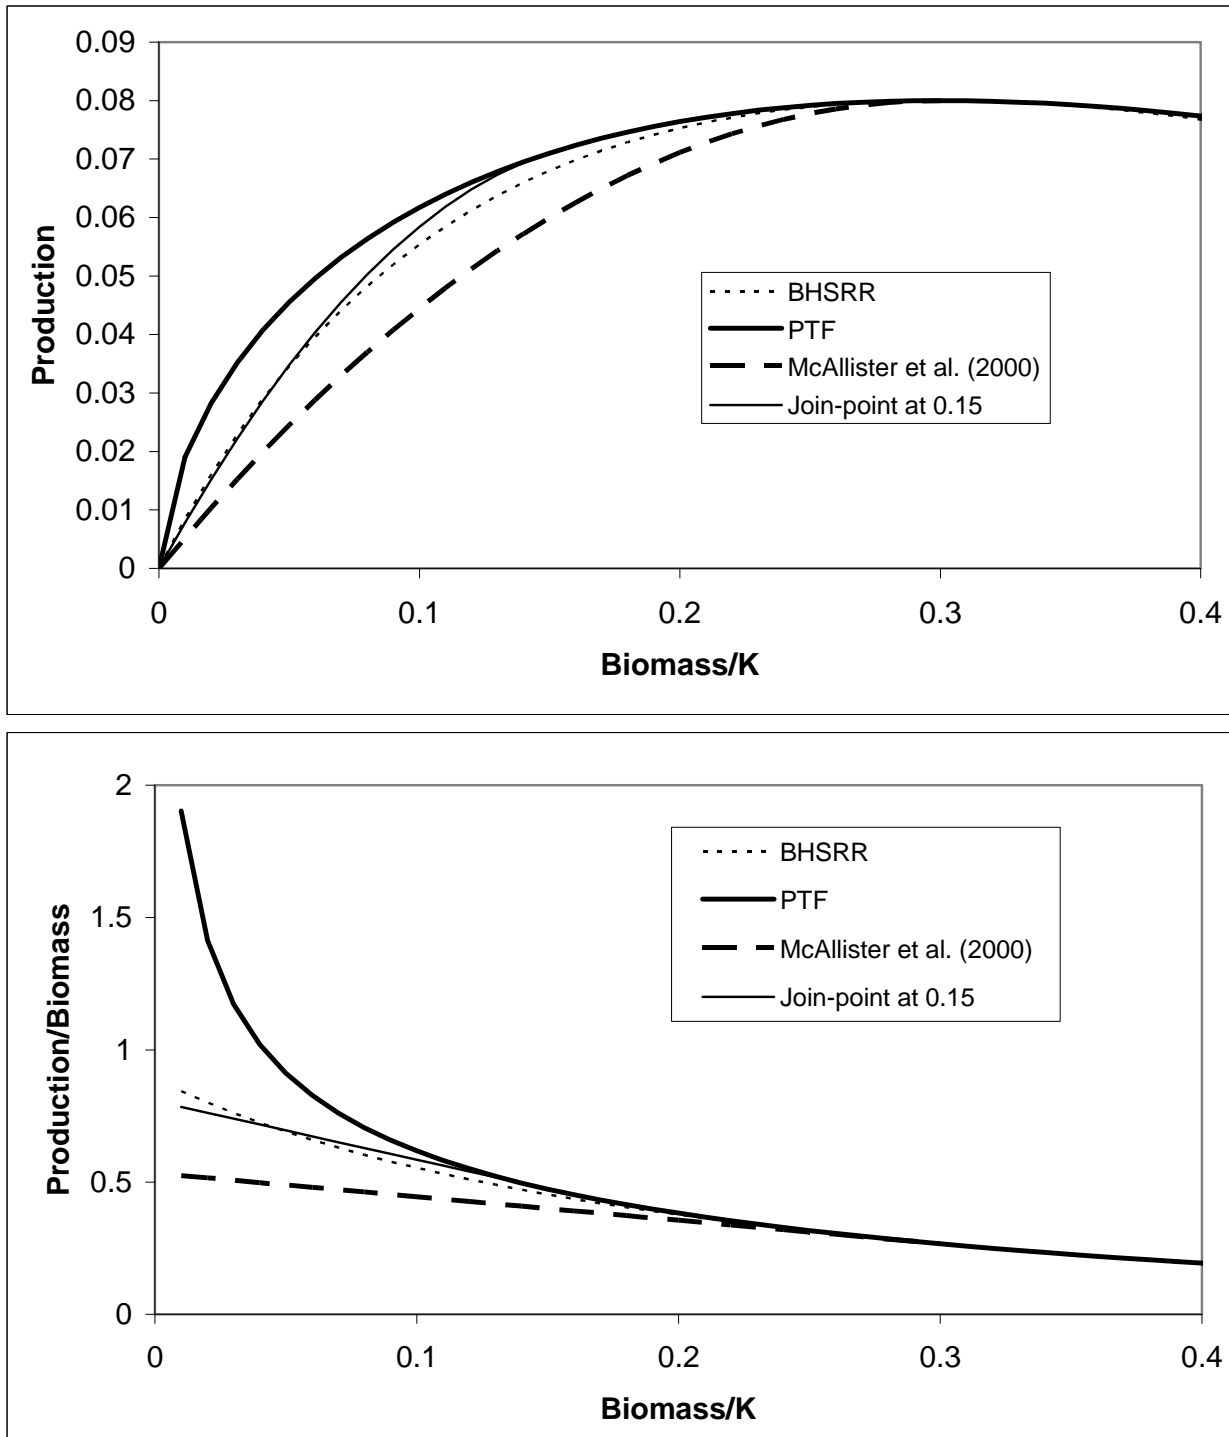 0.09
0.08
0.07
0.06
0.05
0.04
0.03
0.02
0.01
0
Production
BHSRR
PTF
McAllister et al. (2000)
Join-point at 0.15
0 0.1 0.2 0.3 0.4
Biomass/K
2
1.5
1
0.5
0
Production/Biomass
BHSRR
PTF
McAllister et al. (2000)
Join-point at 0.15
0 0.1 0.2 0.3 0.4
Biomass/K